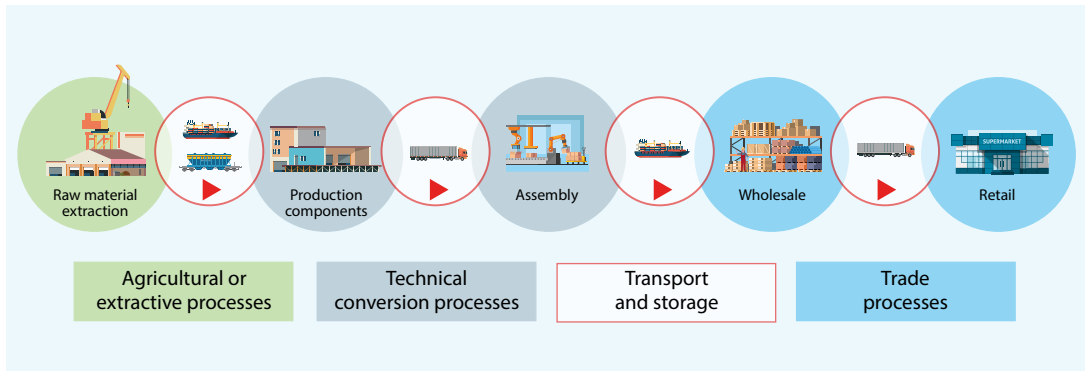 SUPERMARKET
Raw material
extraction
Production
components
Assembly
Wholesale
Retail
Agricultural or
extractive processes
Technical
conversion processes
Transport
and storage
Trade
processes